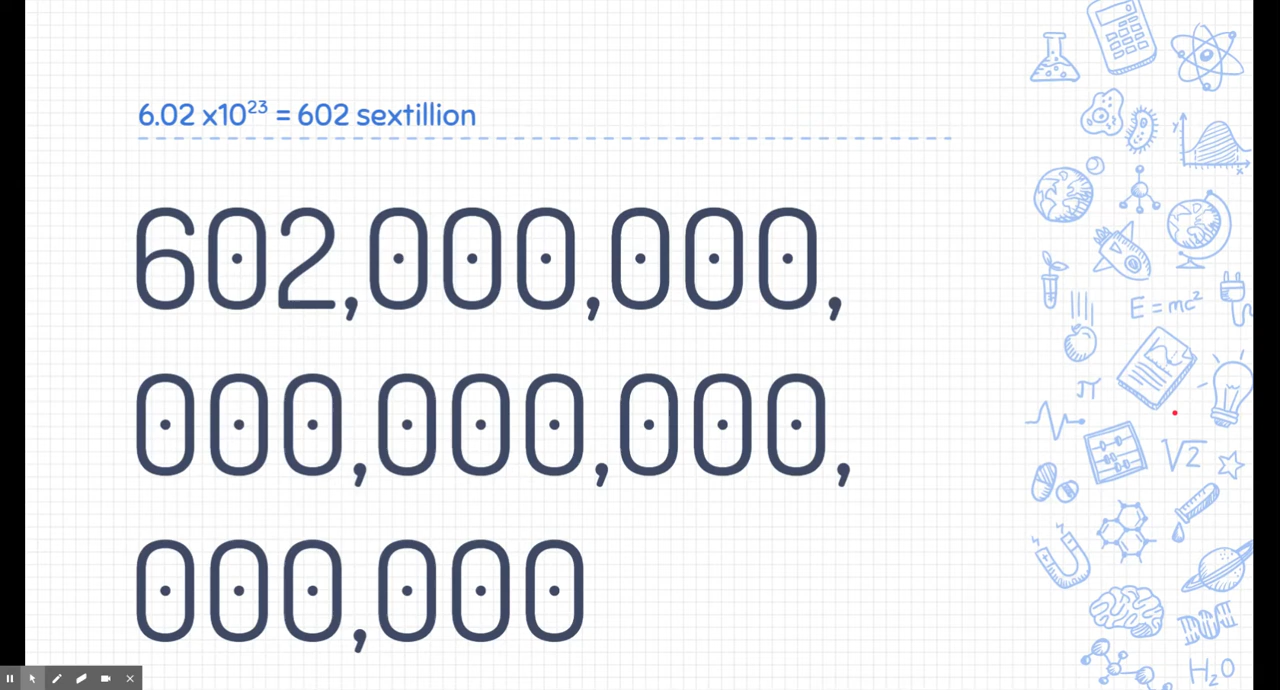 6.02 x10²³ = 602 sextillion
602,000,000,
000,000,000,
000,000
y
x
E = mc²
π
√2
H₂O